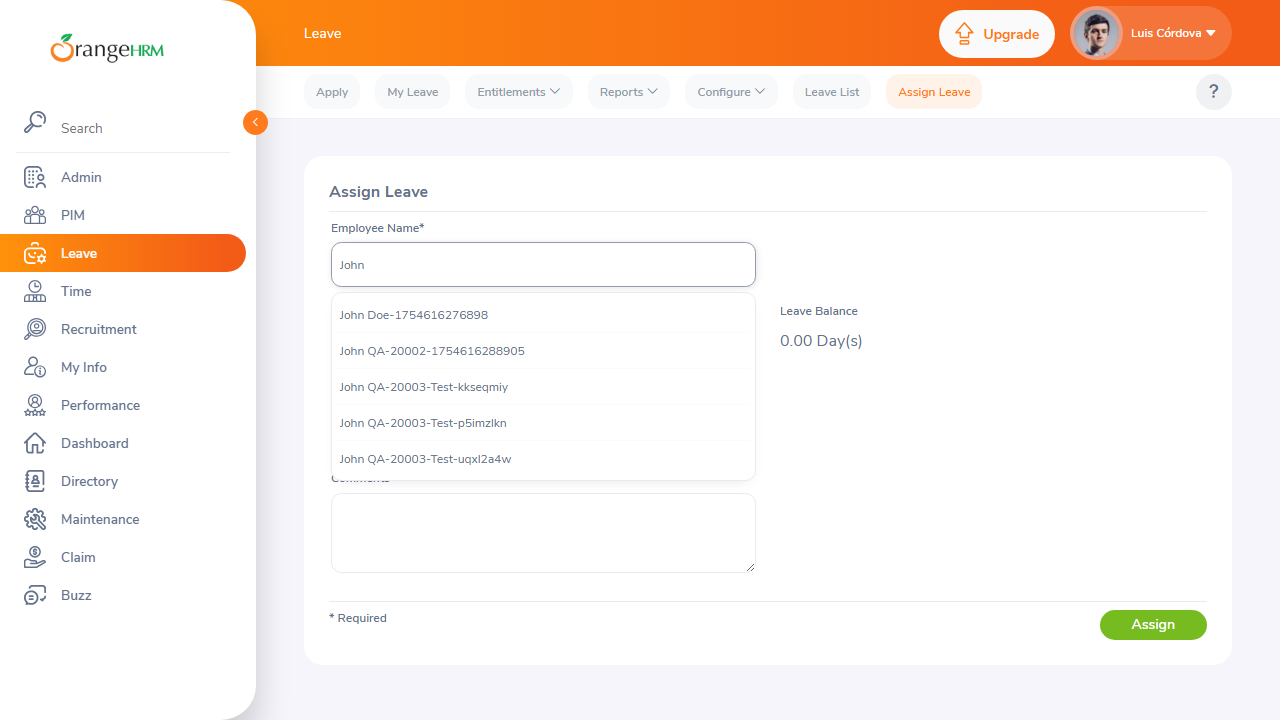 OrangeHRM
Leave
Upgrade
Luis Córdova
Search
Admin
PIM
Leave
Time
Recruitment
My Info
Performance
Dashboard
Directory
Maintenance
Claim
Buzz
Apply
My Leave
Entitlements
Reports
Configure
Leave List
Assign Leave
?
Assign Leave
Employee Name*
John
John Doe-1754616276898
John QA-20002-1754616288905
John QA-20003-Test-kkseqmiy
John QA-20003-Test-p5imzlkn
John QA-20003-Test-uqxl2a4w
Leave Balance
0.00 Day(s)
Comments
* Required
Assign